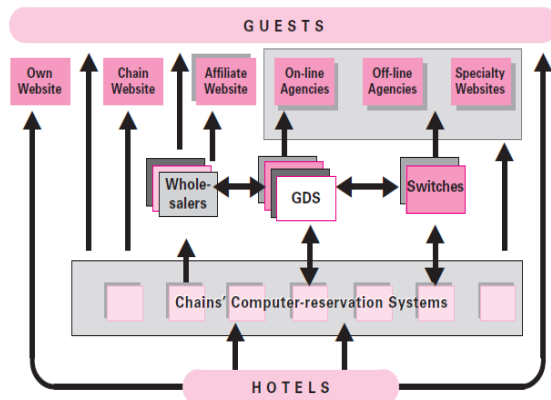 GUESTS
Own
Website
Chain
Website
Affiliate
Website
On-line
Agencies
Off-line
Agencies
Specialty
Websites
Whole-
salers
GDS
Switches
Chains' Computer-reservation Systems
HOTELS